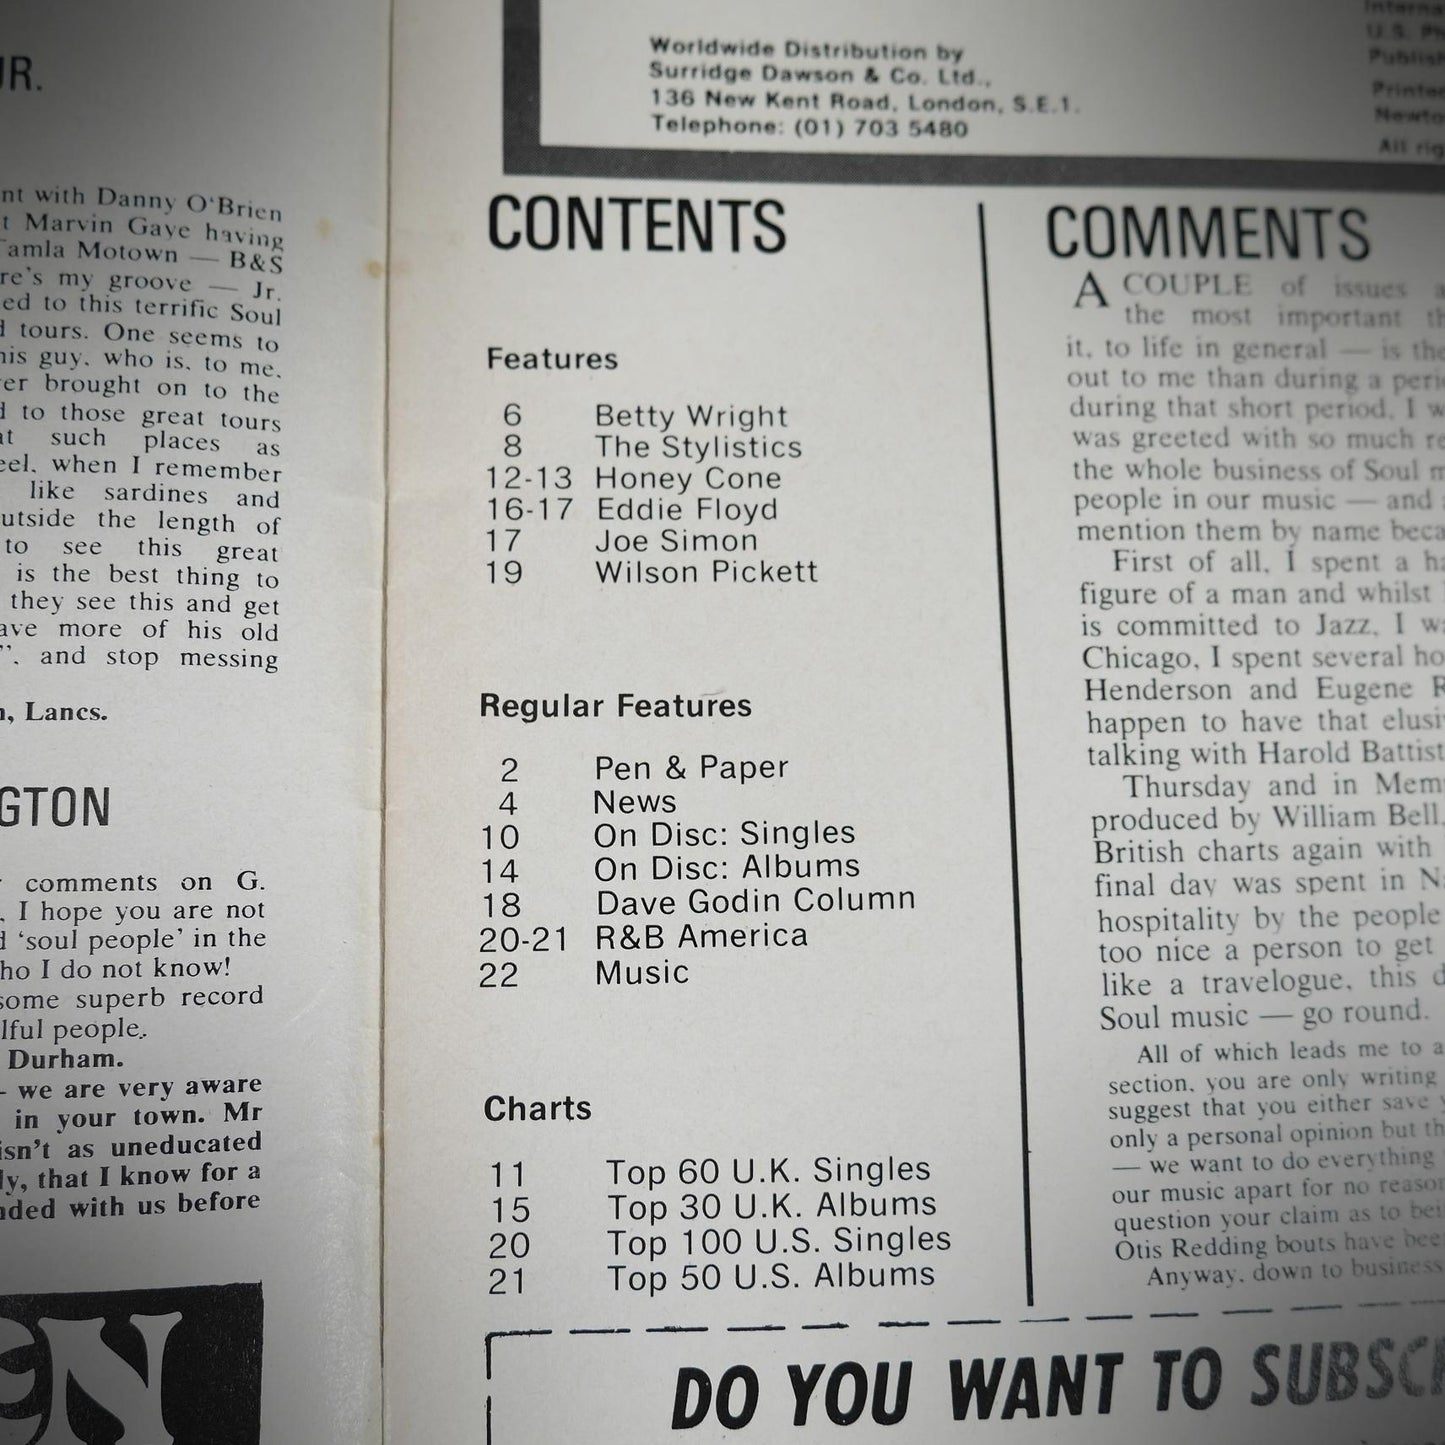 JR.
nt with Danny O'Brien
t Marvin Gaye having
Tamla Motown — B&S
re's my groove — Jr.
ed to this terrific Soul
d tours. One seems to
his guy, who is, to me,
er brought on to the
d to those great tours
at such places as
eel, when I remember
like sardines and
utside the length of
to see this great
is the best thing to
they see this and get
ave more of his old
", and stop messing
n, Lancs.
GTON
comments on G.
, I hope you are not
d 'soul people' in the
ho I do not know!
some superb record
lful people.
Durham.
— we are very aware
in your town. Mr
isn't as uneducated
ly, that I know for a
nded with us before
EN
Worldwide Distribution by
Surridge Dawson & Co. Ltd.,
136 New Kent Road, London, S.E.1.
Telephone: (01) 703 5480
Interna
U.S. Ph
Publish
Printed
Newto
All rig
CONTENTS
Features
6 Betty Wright
8 The Stylistics
12-13 Honey Cone
16-17 Eddie Floyd
17 Joe Simon
19 Wilson Pickett
Regular Features
2 Pen & Paper
4 News
10 On Disc: Singles
14 On Disc: Albums
18 Dave Godin Column
20-21 R&B America
22 Music
Charts
11 Top 60 U.K. Singles
15 Top 30 U.K. Albums
20 Top 100 U.S. Singles
21 Top 50 U.S. Albums
COMMENTS
A COUPLE of issues a
the most important th
it, to life in general — is the
out to me than during a peri
during that short period, I w
was greeted with so much re
the whole business of Soul m
people in our music — and
mention them by name beca
First of all, I spent a ha
figure of a man and whilst
is committed to Jazz, I wa
Chicago, I spent several ho
Henderson and Eugene R
happen to have that elusi
talking with Harold Battist
Thursday and in Mem
produced by William Bell,
British charts again with
final day was spent in Na
hospitality by the people
too nice a person to get
like a travelogue, this d
Soul music — go round.
All of which leads me to a
section, you are only writing
suggest that you either save y
only a personal opinion but th
— we want to do everything
our music apart for no reason
question your claim as to bei
Otis Redding bouts have bee
Anyway, down to business
DO YOU WANT TO SUBSC